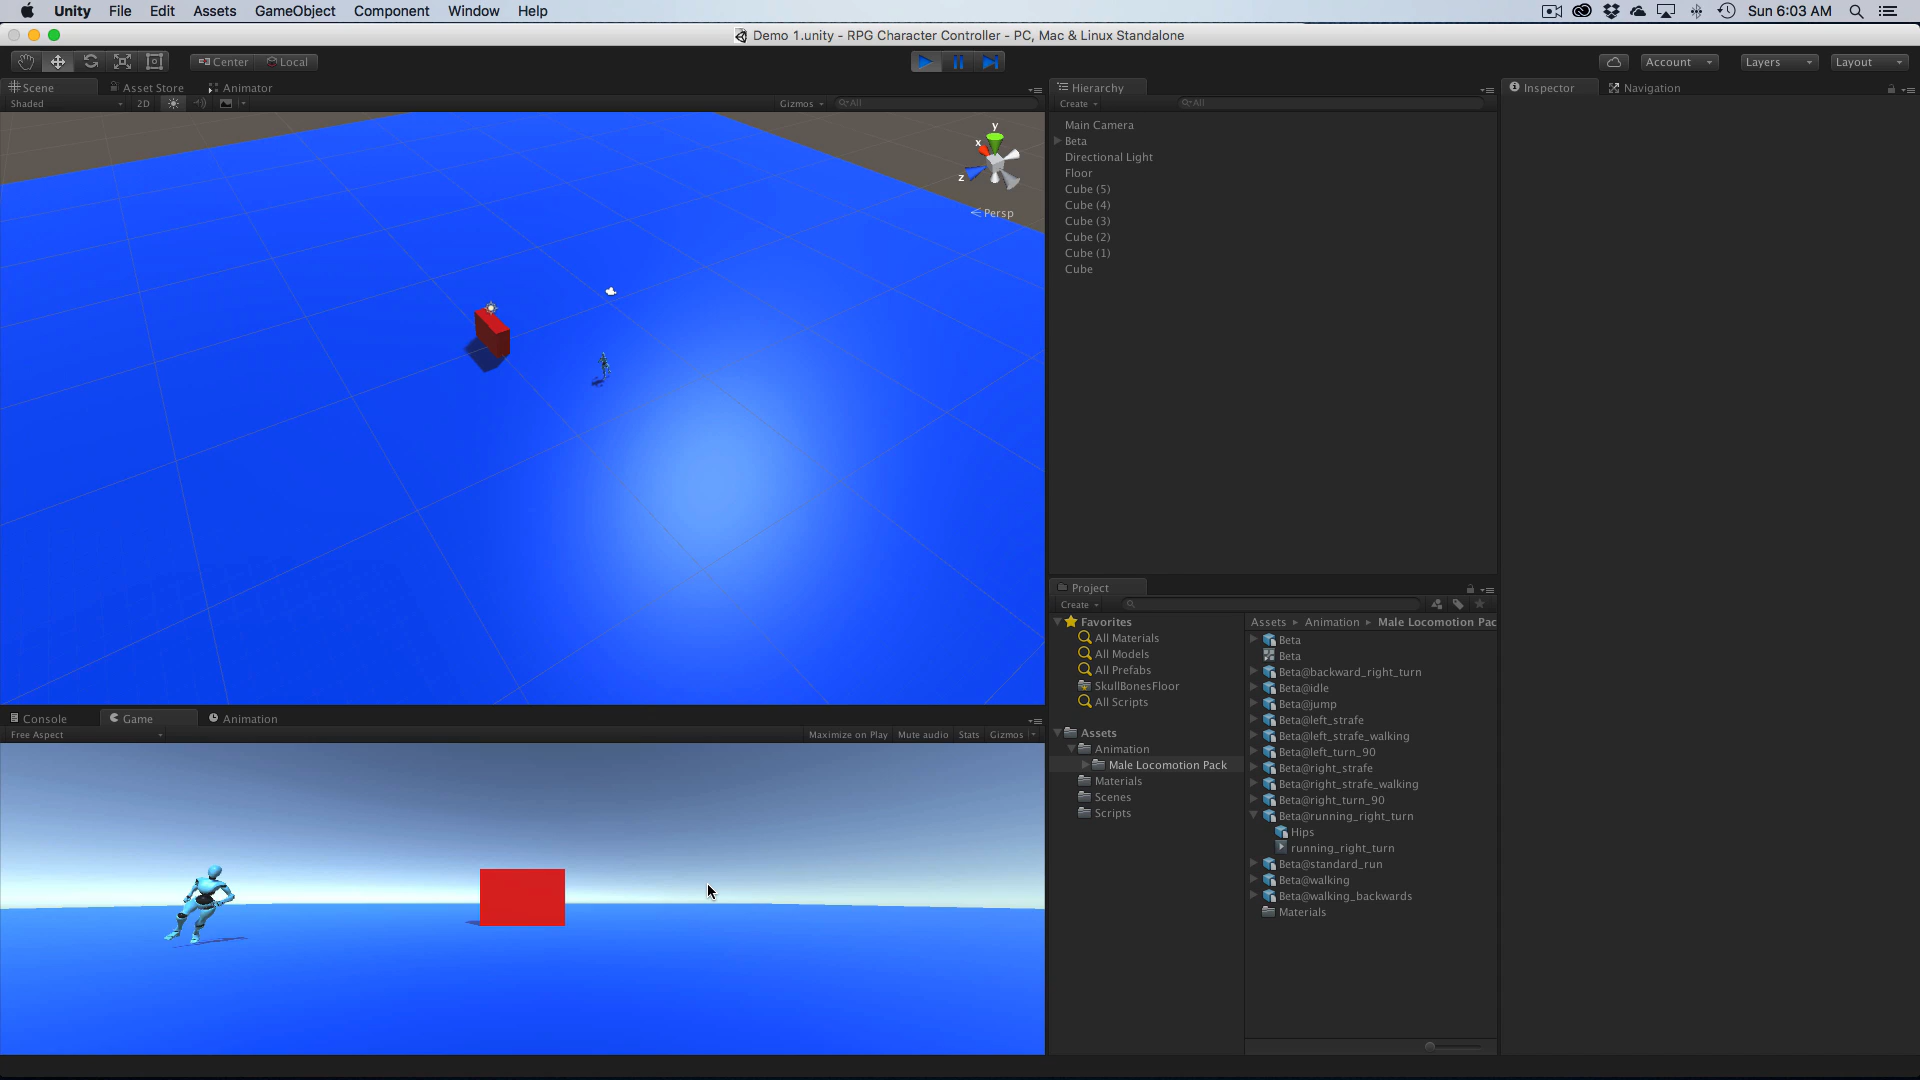 Unity File Edit Assets GameObject Component Window Help Sun 6:03 AM
Demo 1.unity - RPG Character Controller - PC, Mac & Linux Standalone
Center Local Account Layers Layout
Scene Asset Store Animator
Shaded 2D Gizmos All
y
x
z
Persp
Hierarchy
Create All
Main Camera
Beta
Directional Light
Floor
Cube (5)
Cube (4)
Cube (3)
Cube (2)
Cube (1)
Cube
Inspector Navigation
Console Game Animation
Free Aspect Maximize on Play Mute audio Stats Gizmos
Project
Create
Favorites
All Materials
All Models
All Prefabs
SkullBonesFloor
All Scripts
Assets
Animation
Male Locomotion Pack
Materials
Scenes
Scripts
Assets Animation Male Locomotion Pac
Beta
Beta
Beta@backward_right_turn
Beta@idle
Beta@jump
Beta@left_strafe
Beta@left_strafe_walking
Beta@left_turn_90
Beta@right_strafe
Beta@right_strafe_walking
Beta@right_turn_90
Beta@running_right_turn
Hips
running_right_turn
Beta@standard_run
Beta@walking
Beta@walking_backwards
Materials